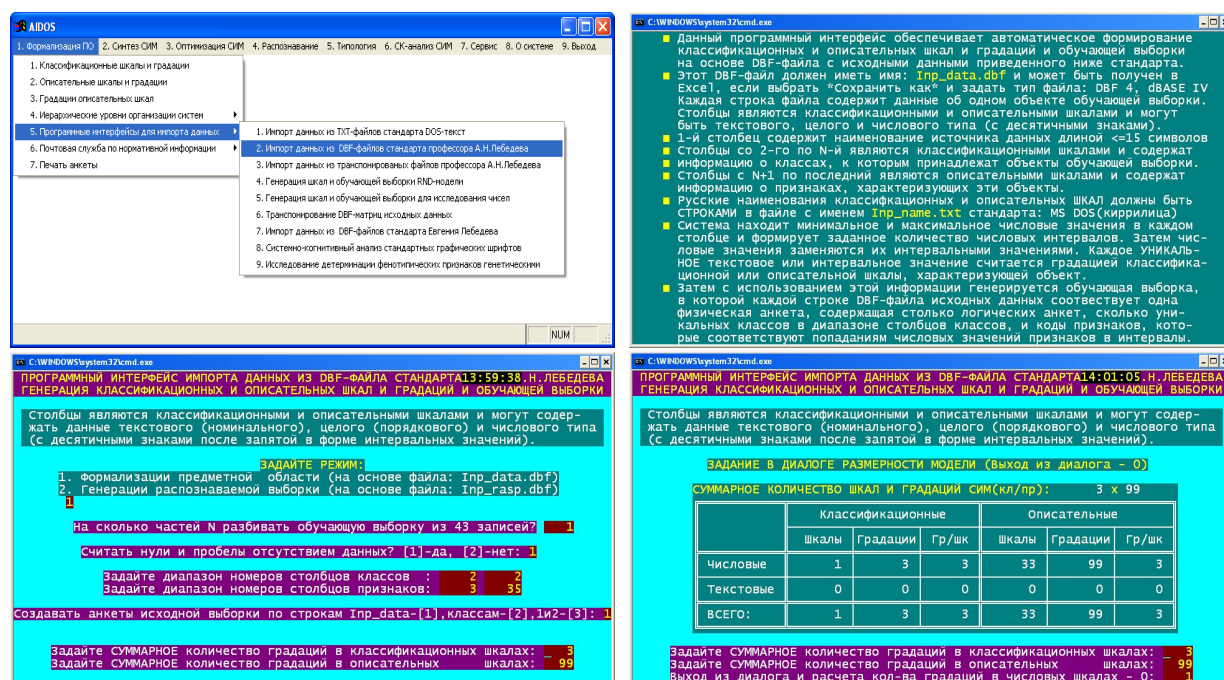 AIDOS
1. Формализация ПО 2. Синтез СИМ 3. Оптимизация СИМ 4. Распознавание 5. Типология 6. СК-анализ СИМ 7. Сервис 8. О системе 9. Выход
1. Классификационные шкалы и градации
2. Описательные шкалы и градации
3. Градации описательных шкал
4. Иерархические уровни организации систем
5. Программные интерфейсы для импорта данных
6. Почтовая служба по нормативной информации
7. Печать анкеты
1. Импорт данных из TXT-файлов стандарта DOS-текст
2. Импорт данных из DBF-файлов стандарта профессора А.Н.Лебедева
3. Импорт данных из транспонированых файлов профессора А.Н.Лебедева
4. Генерация шкал и обучающей выборки RND-модели
5. Генерация шкал и обучающей выборки для исследования чисел
6. Транспонирование DBF-матриц исходных данных
7. Импорт данных из DBF-файлов стандарта Евгения Лебедева
8. Системно-когнитивный анализ стандартных графических шрифтов
9. Исследование детерминации фенотипических признаков генетическими
NUM
C:\WINDOWS\system32\cmd.exe
Данный программный интерфейс обеспечивает автоматическое формирование
классификационных и описательных шкал и градаций и обучающей выборки
на основе DBF-файла с исходными данными приведенного ниже стандарта.
Этот DBF-файл должен иметь имя: Inp_data.dbf и может быть получен в
Excel, если выбрать *Сохранить как* и задать тип файла: DBF 4, dBASE IV
Каждая строка файла содержит данные об одном объекте обучающей выборки.
Столбцы являются классификационными и описательными шкалами и могут
быть текстового, целого и числового типа (с десятичными знаками).
1-й столбец содержит наименование источника данных длиной <=15 символов
Столбцы со 2-го по N-й являются классификационными шкалами и содержат
информацию о классах, к которым принадлежат объекты обучающей выборки.
Столбцы с N+1 по последний являются описательными шкалами и содержат
информацию о признаках, характеризующих эти объекты.
Русские наименования классифкационных и описательных ШКАЛ должны быть
СТРОКАМИ в файле с именем Inp_name.txt стандарта: MS DOS(кириллица)
Система находит минимальное и максимальное числовые значения в каждом
столбце и формирует заданное количество числовых интервалов. Затем чис-
ловые значения заменяются их интервальными значениями. Каждое УНИКАЛЬ-
НОЕ текстовое или интервальное значение считается градацией классифика-
ционной или описательной шкалы, характеризующей объект.
Затем с использованием этой информации генерируется обучающая выборка,
в которой каждой строке DBF-файла исходных данных соотвествует одна
физическая анкета, содержащая столько логических анкет, сколько уни-
кальных классов в диапазоне столбцов классов, и коды признаков, кото-
рые соответствуют попаданиям числовых значений признаков в интервалы.
C:\WINDOWS\system32\cmd.exe
ПРОГРАММНЫЙ ИНТЕРФЕЙС ИМПОРТА ДАННЫХ ИЗ DBF-ФАЙЛА СТАНДАРТА13:59:38.Н.ЛЕБЕДЕВА
ГЕНЕРАЦИЯ КЛАССИФИКАЦИОННЫХ И ОПИСАТЕЛЬНЫХ ШКАЛ И ГРАДАЦИЙ И ОБУЧАЮЩЕЙ ВЫБОРКИ
Столбцы являются классификационными и описательными шкалами и могут содер-
жать данные текстового (номинального), целого (порядкового) и числового типа
(с десятичными знаками после запятой в форме интервальных значений).
ЗАДАЙТЕ РЕЖИМ:
1. Формализации предметной области (на основе файла: Inp_data.dbf)
2. Генерации распознаваемой выборки (на основе файла: Inp_rasp.dbf)
1
На сколько частей N разбивать обучающую выборку из 43 записей? 1
Считать нули и пробелы отсутствием данных? [1]-да, [2]-нет: 1
Задайте диапазон номеров столбцов классов : 2 2
Задайте диапазон номеров столбцов признаков: 3 35
Создавать анкеты исходной выборки по строкам Inp_data-[1],классам-[2],1и2-[3]: 1
Задайте СУММАРНОЕ количество градаций в классификационных шкалах: _ 3
Задайте СУММАРНОЕ количество градаций в описательных шкалах: 99
C:\WINDOWS\system32\cmd.exe
ПРОГРАММНЫЙ ИНТЕРФЕЙС ИМПОРТА ДАННЫХ ИЗ DBF-ФАЙЛА СТАНДАРТА14:01:05.Н.ЛЕБЕДЕВА
ГЕНЕРАЦИЯ КЛАССИФИКАЦИОННЫХ И ОПИСАТЕЛЬНЫХ ШКАЛ И ГРАДАЦИЙ И ОБУЧАЮЩЕЙ ВЫБОРКИ
Столбцы являются классификационными и описательными шкалами и могут содер-
жать данные текстового (номинального), целого (порядкового) и числового типа
(с десятичными знаками после запятой в форме интервальных значений).
ЗАДАНИЕ В ДИАЛОГЕ РАЗМЕРНОСТИ МОДЕЛИ (Выход из диалога - 0)
СУММАРНОЕ КОЛИЧЕСТВО ШКАЛ И ГРАДАЦИЙ СИМ(кл/пр): 3 x 99
Классификацион Описательные
Шкалы Градации Гр/шк Шкалы Градации Гр/шк
Числовые 1 3 3 33 99 3
Текстовые 0 0 0 0 0 0
ВСЕГО: 1 3 3 33 99 3
Задайте СУММАРНОЕ количество градаций в классификационных шкалах: _ 3
Задайте СУММАРНОЕ количество градаций в описательных шкалах: 99
Выход из диалога и расчета кол-ва градаций в числовых шкалах - 0: 1